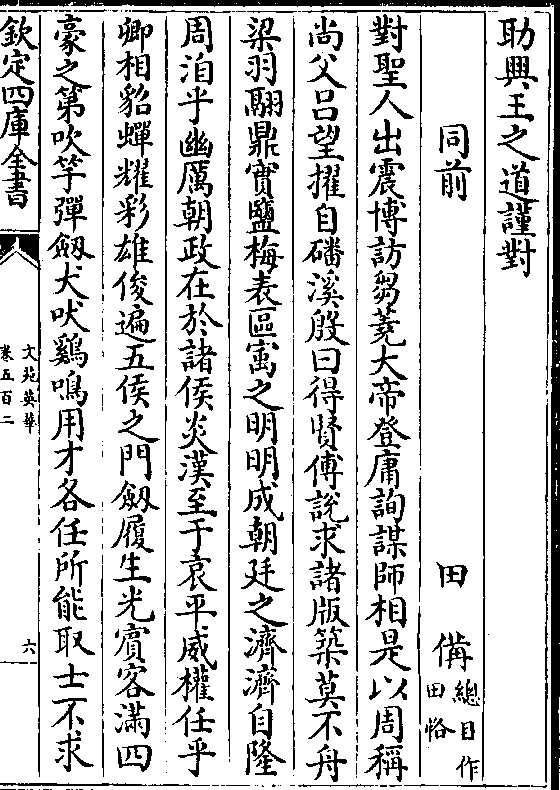 助興王之道謹對
同前 田備 總目作田恪
對聖人出震博訪芻蕘大帝登庸詢謀師相是以周稱
尚父吕望擢自磻溪殷曰得賢傅說求諸版築莫不舟
梁羽翮鼎實鹽梅表區㝢之明明成朝廷之濟濟自隆
周洎乎幽厲朝政在於諸侯炎漢至于哀平威權任乎
卿相貂蟬耀彩雄俊遍五侯之門劔履生光賓客滿四
豪之第吹竽彈劔犬吠鷄鳴用才各任所能取士不求
欽定四庫全書
文苑英華
卷五百二
六